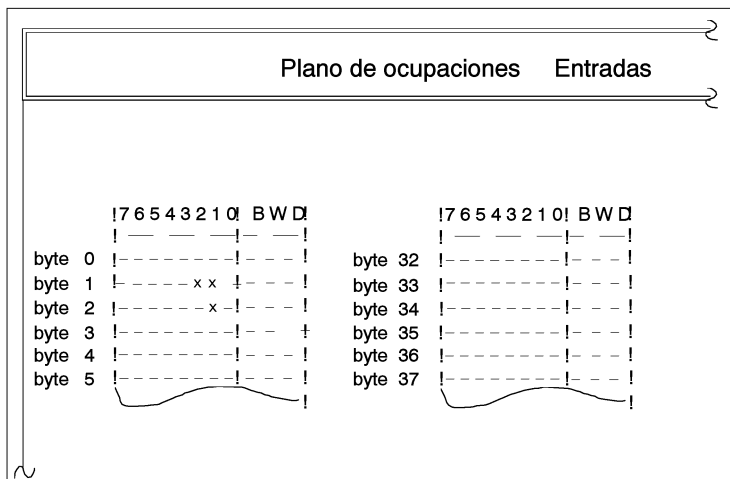 Plano de ocupaciones Entradas
!7 6 5 4 3 2 1 0! B W D!
! — — — — ! — — !
byte 0 !- - - - - - - -! - - - !
byte 1 !- - - - - x x -! - - - !
byte 2 !- - - - - - x -! - - - !
byte 3 !- - - - - - - -! - - - !
byte 4 !- - - - - - - -! - - - !
byte 5 !- - - - - - - -! - - - !
!
!7 6 5 4 3 2 1 0! B W D!
! — — — — ! — — !
byte 32 !- - - - - - - -! - - - !
byte 33 !- - - - - - - -! - - - !
byte 34 !- - - - - - - -! - - - !
byte 35 !- - - - - - - -! - - - !
byte 36 !- - - - - - - -! - - - !
byte 37 !- - - - - - - -! - - - !
!